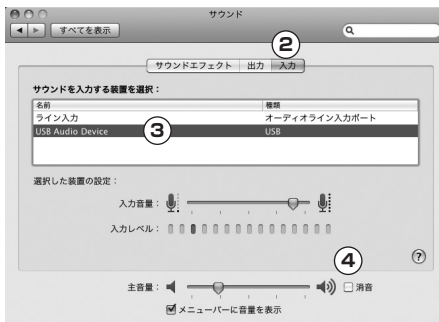 サウンド
すべてを表示
②
サウンドエフェクト 出力 入力
サウンドを入力する装置を選択：
名前 種類
ライン入力 オーディオライン入力ポート
USB Audio Device ③ USB
選択した装置の設定：
入力音量：
入力レベル：
④
?
主音量： 消音
メニューバーに音量を表示